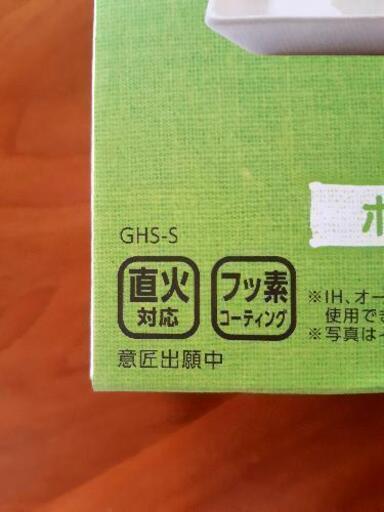 GHS-S
直火
対応
フッ素
コーティング
※IH、オー
使用でき
※写真は
意匠出願中